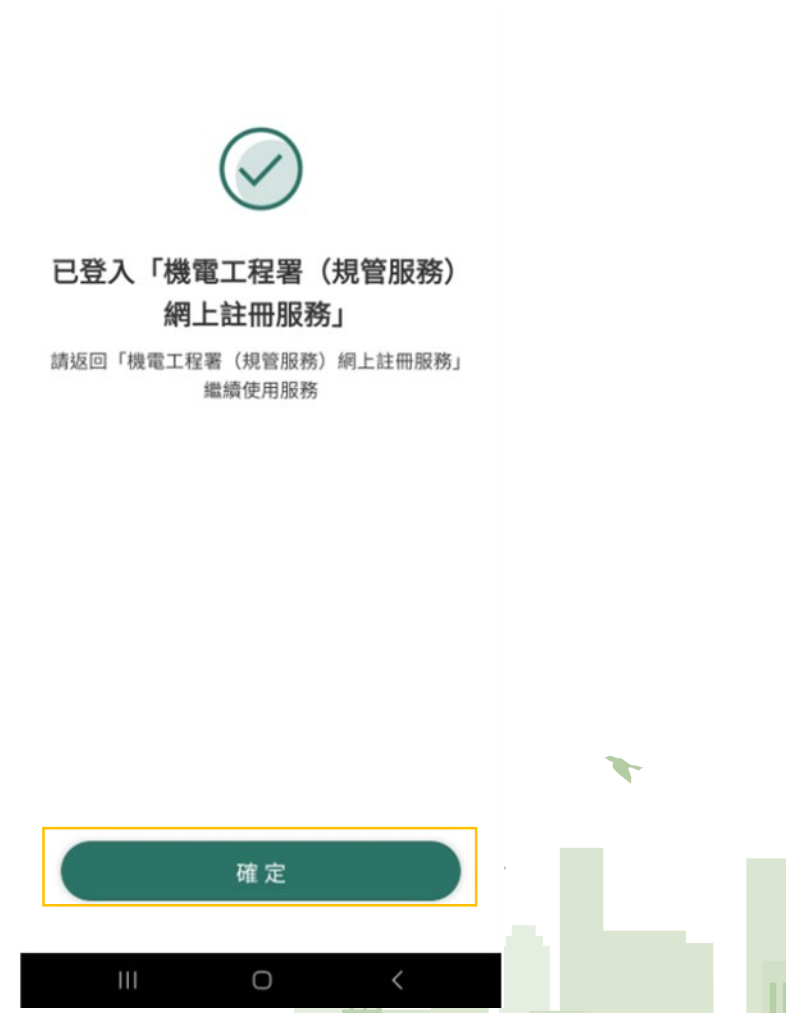 已登入「機電工程署（規管服務）
網上註冊服務」
請返回「機電工程署（規管服務）網上註冊服務」
繼續使用服務
確定